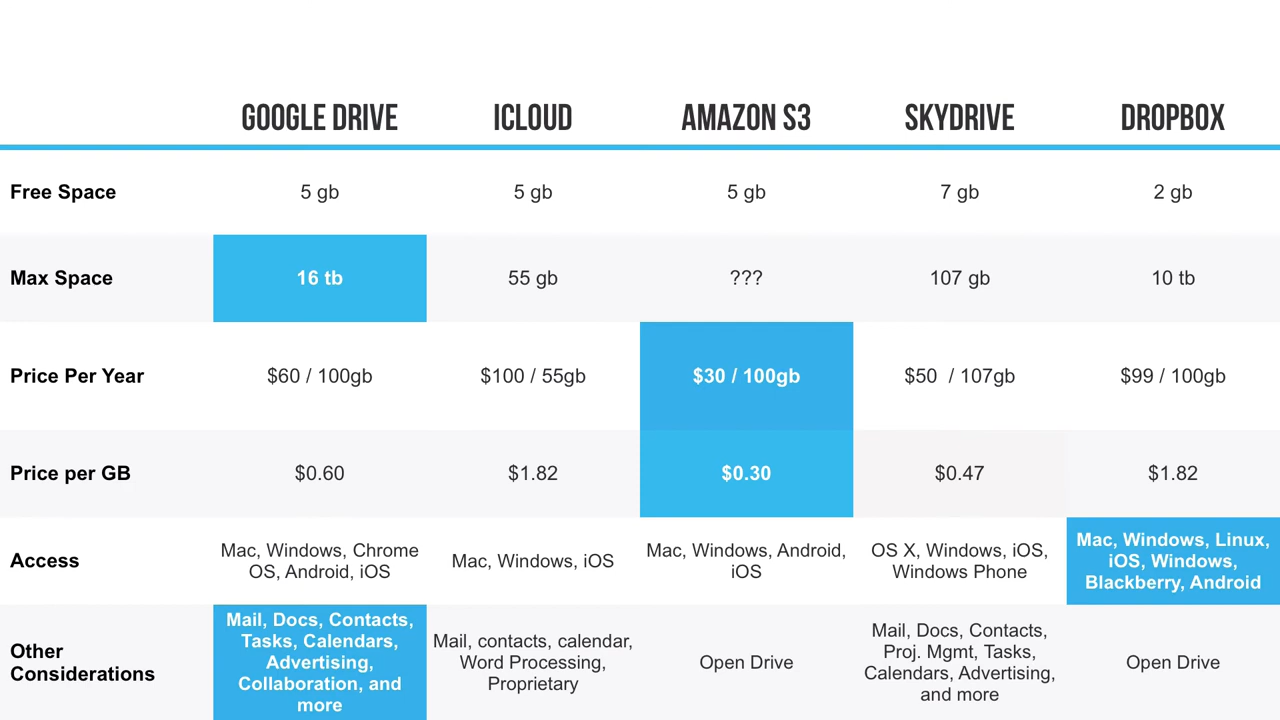 GOOGLE DRIVE ICLOUD AMAZON S3 SKYDRIVE DROPBOX
Free Space 5 gb 5 gb 5 gb 7 gb 2 gb
Max Space 16 tb 55 gb ??? 107 gb 10 tb
Price Per Year $60 / 100gb $100 / 55gb $30 / 100gb $50 / 107gb $99 / 100gb
Price per GB $0.60 $1.82 $0.30 $0.47 $1.82
Access
Mac, Windows, Chrome
OS, Android, iOS
Mac, Windows, iOS
Mac, Windows, Android,
iOS
OS X, Windows, iOS,
Windows Phone
Mac, Windows, Linux,
iOS, Windows,
Blackberry, Android
Other
Considerations
Mail, Docs, Contacts,
Tasks, Calendars,
Advertising,
Collaboration, and
more
Mail, contacts, calendar,
Word Processing,
Proprietary
Open Drive
Mail, Docs, Contacts,
Proj. Mgmt, Tasks,
Calendars, Advertising,
and more
Open Drive